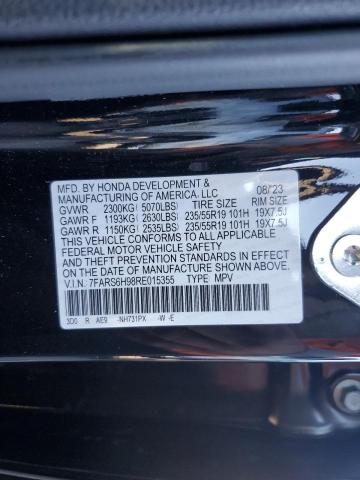 MFD. BY HONDA DEVELOPMENT &
MANUFACTURING OF AMERICA, LLC 08/23
GVWR 2300KG( 5070LBS) TIRE SIZE RIM SIZE
GAWR F 1193KG( 2630LBS) 235/55R19 101H 19X7.5J
GAWR R 1150KG( 2535LBS) 235/55R19 101H 19X7.5J
THIS VEHICLE CONFORMS TO ALL APPLICABLE
FEDERAL MOTOR VEHICLE SAFETY
AND THEFT PREVENTION STANDARDS IN EFFECT
ON THE DATE OF MANUFACTURE SHOWN ABOVE.
V.I.N: 7FARS6H98RE015355 TYPE MPV
3D0 R AE9 -NH731PX -W -E